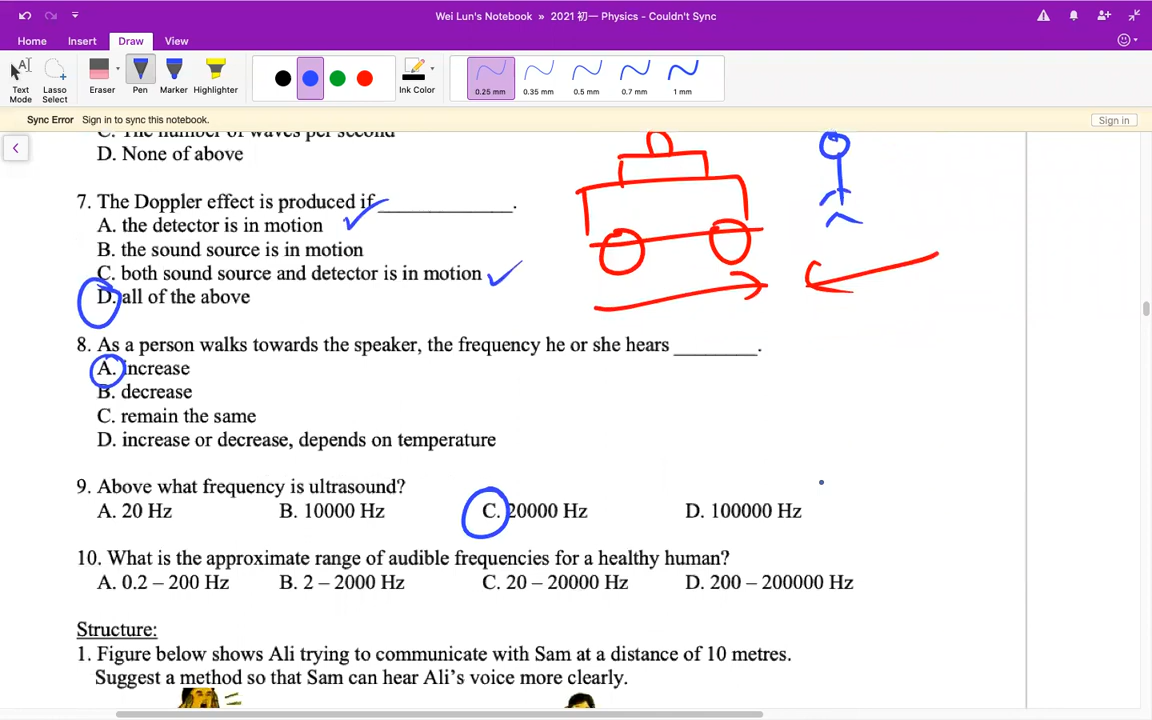 Wei Lun's Notebook » 2021 初一 Physics - Couldn't Sync
Home Insert Draw View
Text Mode
Lasso Select
Eraser
Pen
Marker
Highlighter
Ink Color
0.25 mm 0.35 mm 0.5 mm 0.7 mm 1 mm
Sync Error Sign in to sync this notebook. Sign in
C. The number of waves per second
D. None of above
7. The Doppler effect is produced if ______________.
A. the detector is in motion
B. the sound source is in motion
C. both sound source and detector is in motion
D. all of the above
8. As a person walks towards the speaker, the frequency he or she hears ________.
A. increase
B. decrease
C. remain the same
D. increase or decrease, depends on temperature
9. Above what frequency is ultrasound?
A. 20 Hz B. 10000 Hz C. 20000 Hz D. 100000 Hz
10. What is the approximate range of audible frequencies for a healthy human?
A. 0.2 – 200 Hz B. 2 – 2000 Hz C. 20 – 20000 Hz D. 200 – 200000 Hz
Structure:
1. Figure below shows Ali trying to communicate with Sam at a distance of 10 metres.
Suggest a method so that Sam can hear Ali's voice more clearly.